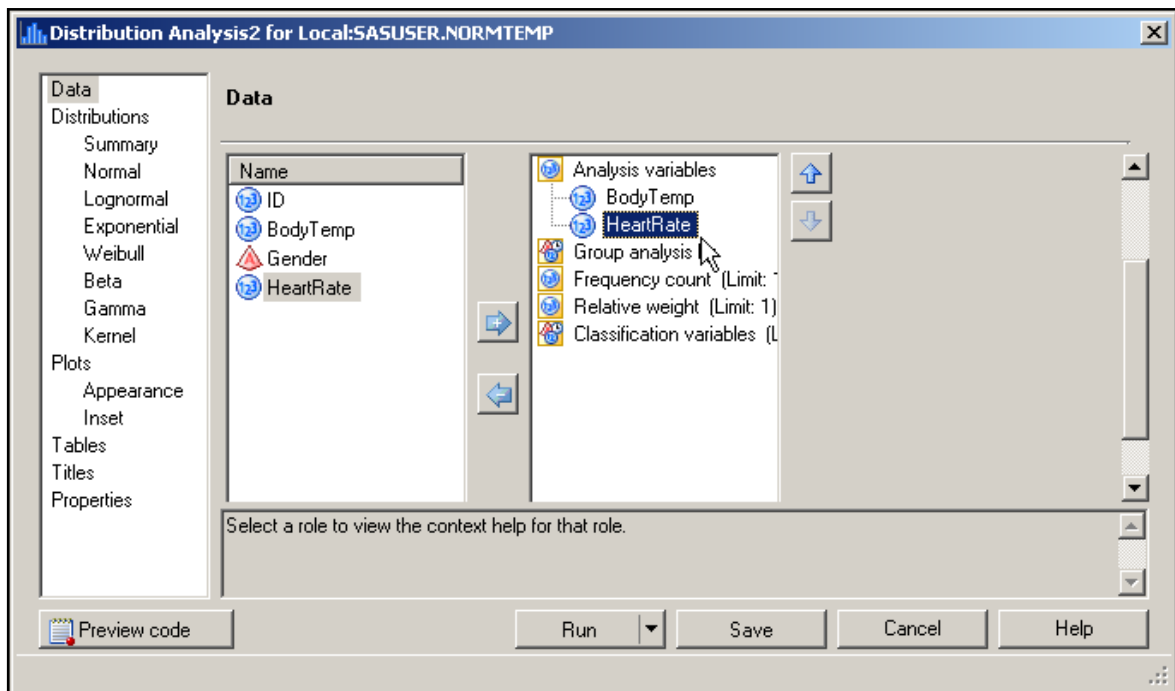 Distribution Analysis2 for Local:SASUSER.NORMTEMP
Data
Distributions
Summary
Normal
Lognormal
Exponential
Weibull
Beta
Gamma
Kernel
Plots
Appearance
Inset
Tables
Titles
Properties
Data
Name
ID
BodyTemp
Gender
HeartRate
Analysis variables
BodyTemp
HeartRate
Group analysis
Frequency count (Limit:
Relative weight (Limit: 1)
Classification variables (L
Select a role to view the context help for that role.
Preview code
Run
Save
Cancel
Help